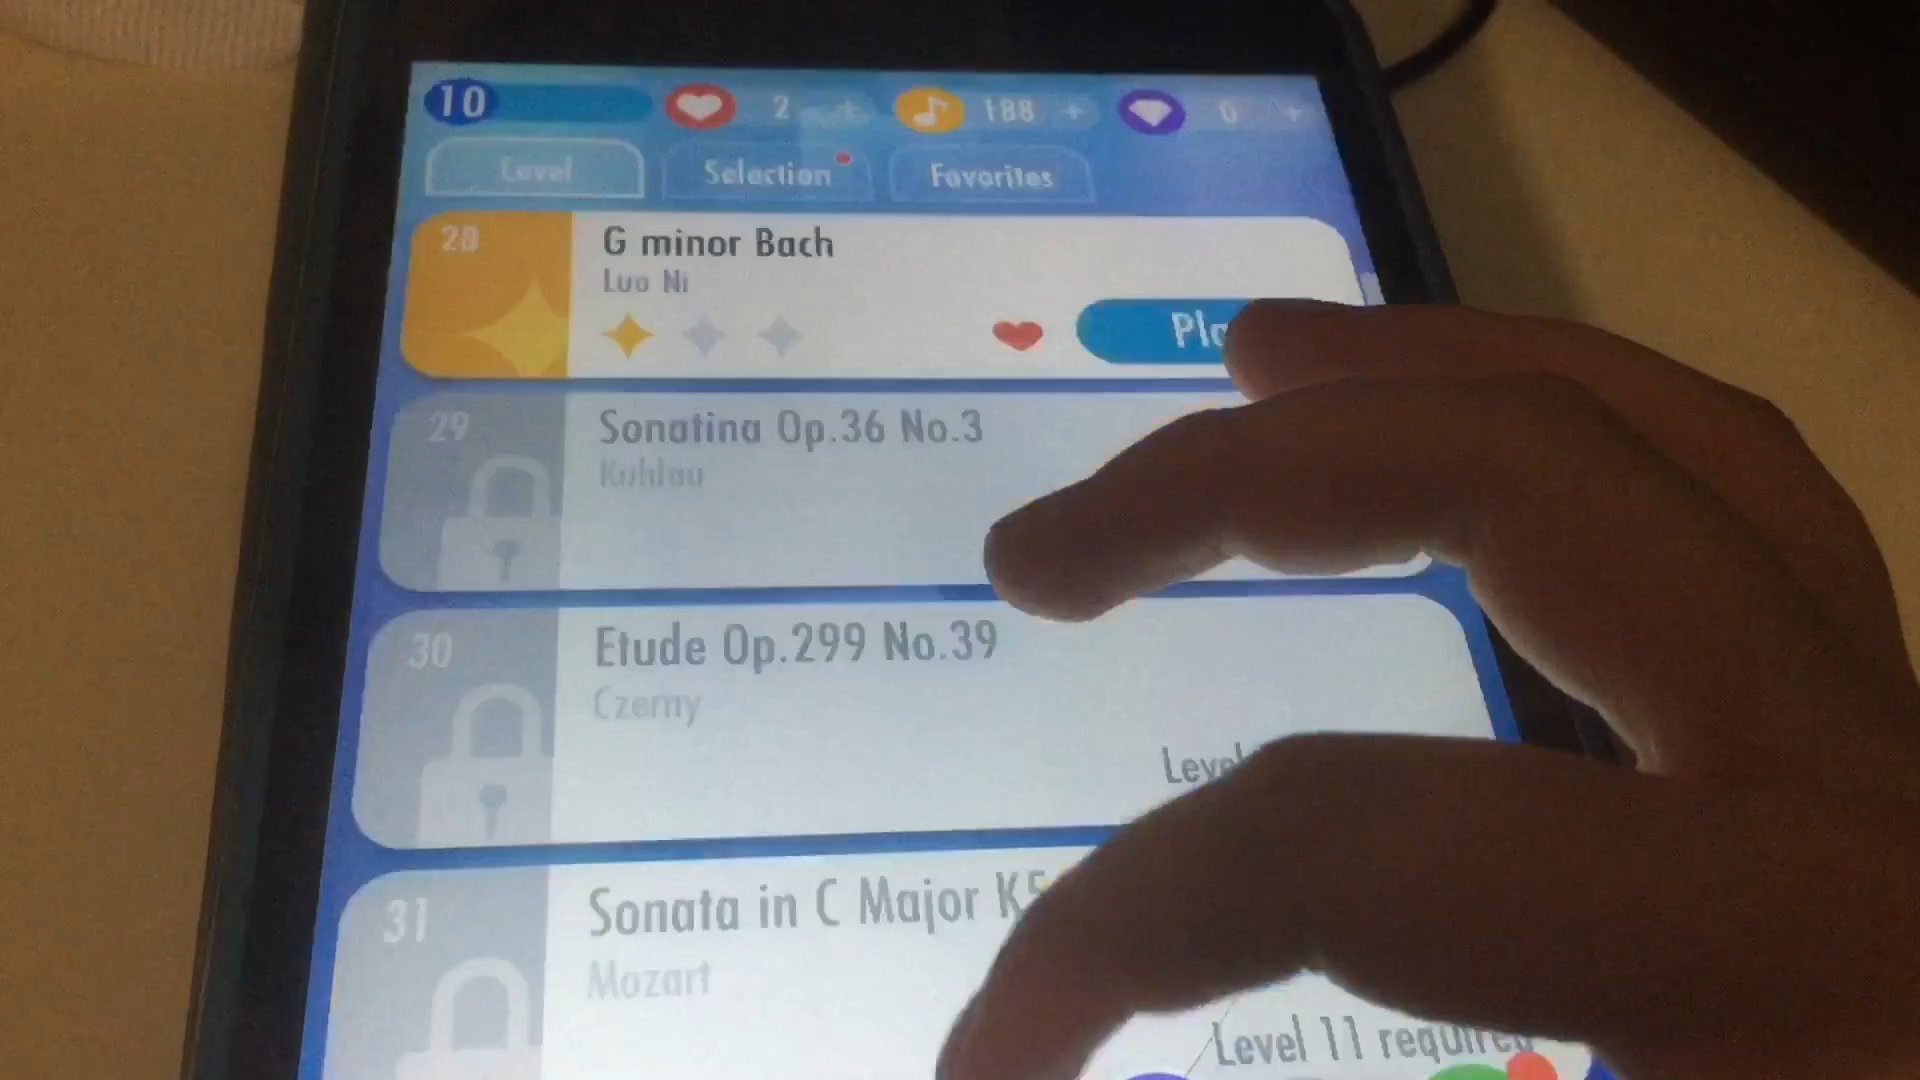 10
2 +
188 +
0 +
Level
Selection
Favorites
28
G minor Bach
Luo Ni
29
Sonatina Op.36 No.3
Kuhlau
30
Etude Op.299 No.39
Czerny
Level
31
Sonata in C Major
Mozart
Level 11 required